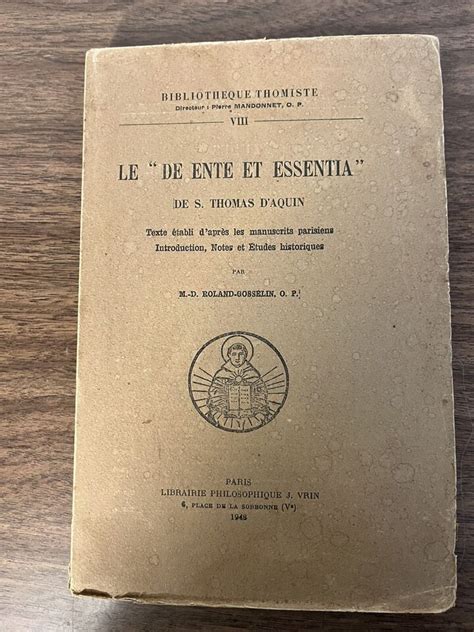 BIBLIOTHEQUE THOMISTE
Directeur : Pierre MANDONNET, O. P.
VIII
LE "DE ENTE ET ESSENTIA"
DE S. THOMAS D'AQUIN
Texte établi d'après les manuscrits parisiens
Introduction, Notes et Etudes historiques
PAR
M.-D. ROLAND-GOSSELIN, O. P.
PARIS
LIBRAIRIE PHILOSOPHIQUE J. VRIN
6, PLACE DE LA SORBONNE (Vᵉ)
1948